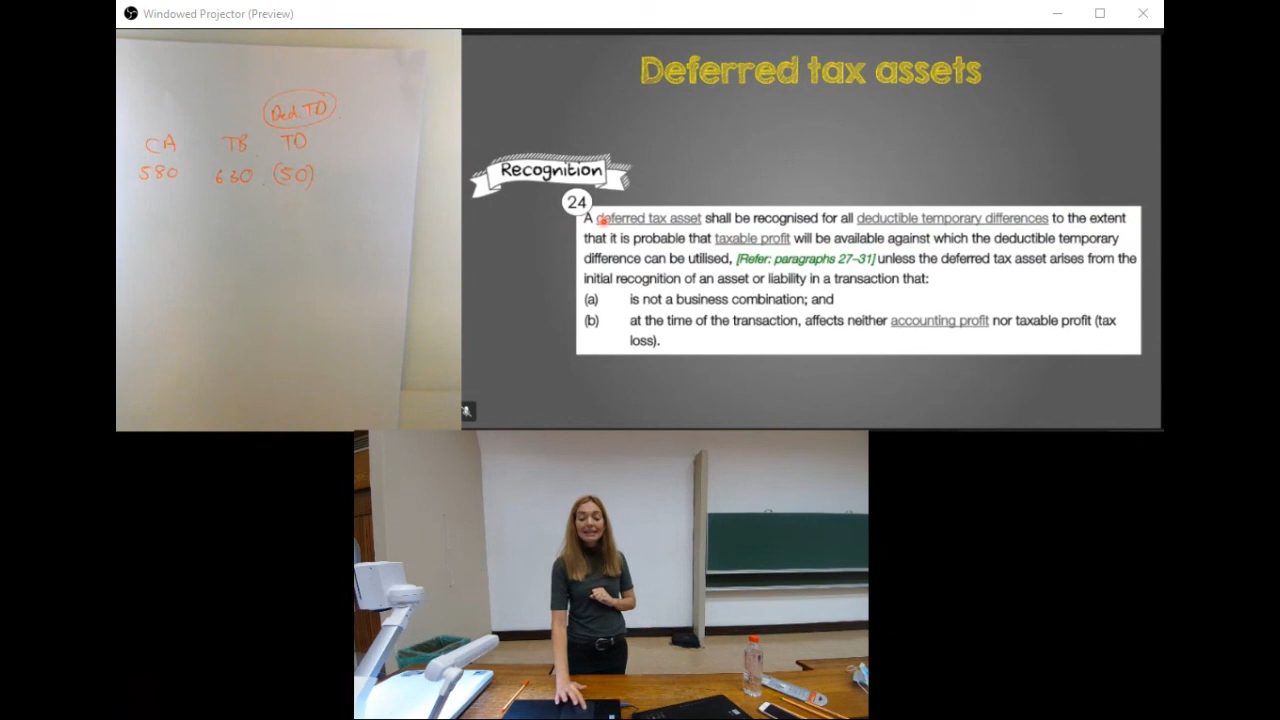 Windowed Projector (Preview)
Ded. TD
CA TB TD
580 630 (50)
Deferred tax assets
Recognition
24
A deferred tax asset shall be recognised for all deductible temporary differences to the extent
that it is probable that taxable profit will be available against which the deductible temporary
difference can be utilised, [Refer: paragraphs 27–31] unless the deferred tax asset arises from the
initial recognition of an asset or liability in a transaction that:
(a) is not a business combination; and
(b) at the time of the transaction, affects neither accounting profit nor taxable profit (tax
loss).